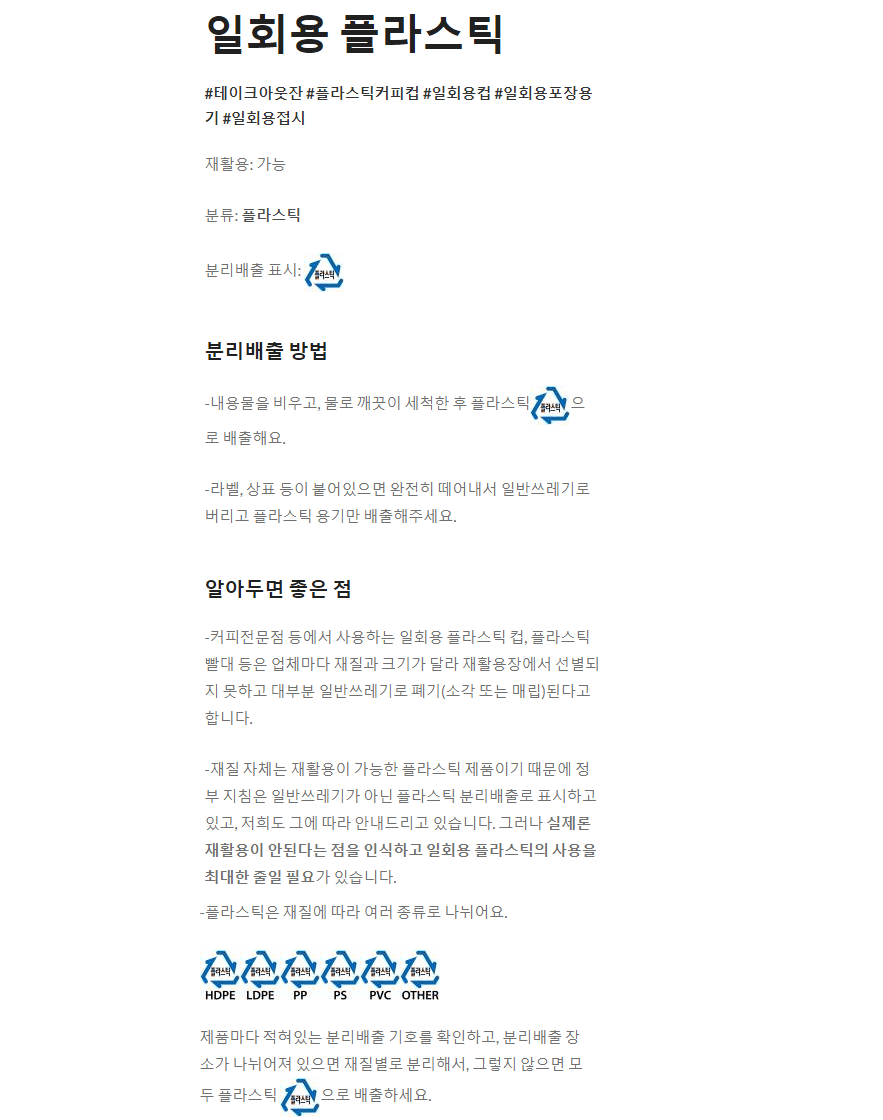 일회용 플라스틱
#테이크아웃잔 #플라스틱커피컵 #일회용컵 #일회용포장용
기 #일회용접시
재활용: 가능
분류: 플라스틱
분리배출 표시: 플라스틱
분리배출 방법
-내용물을 비우고, 물로 깨끗이 세척한 후 플라스틱 플라스틱 으
로 배출해요.
-라벨, 상표 등이 붙어있으면 완전히 떼어내서 일반쓰레기로
버리고 플라스틱 용기만 배출해주세요.
알아두면 좋은 점
-커피전문점 등에서 사용하는 일회용 플라스틱 컵, 플라스틱
빨대 등은 업체마다 재질과 크기가 달라 재활용장에서 선별되
지 못하고 대부분 일반쓰레기로 폐기(소각 또는 매립)된다고
합니다.
-재질 자체는 재활용이 가능한 플라스틱 제품이기 때문에 정
부 지침은 일반쓰레기가 아닌 플라스틱 분리배출로 표시하고
있고, 저희도 그에 따라 안내드리고 있습니다. 그러나 실제론
재활용이 안된다는 점을 인식하고 일회용 플라스틱의 사용을
최대한 줄일 필요가 있습니다.
-플라스틱은 재질에 따라 여러 종류로 나뉘어요.
플라스틱 플라스틱 플라스틱 플라스틱 플라스틱 플라스틱
HDPE LDPE PP PS PVC OTHER
제품마다 적혀있는 분리배출 기호를 확인하고, 분리배출 장
소가 나뉘어져 있으면 재질별로 분리해서, 그렇지 않으면 모
두 플라스틱 플라스틱 으로 배출하세요.